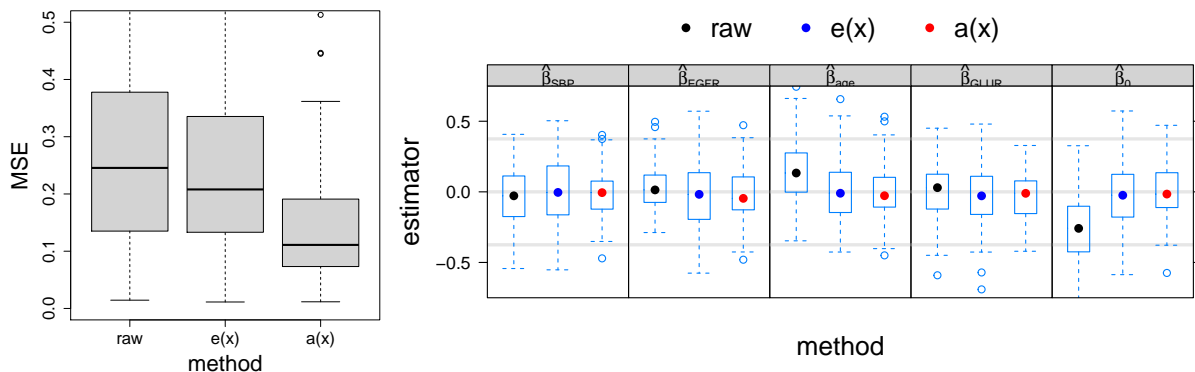 MSE
0.0
0.1
0.2
0.3
0.4
0.5
raw
e(x)
a(x)
method
raw
e(x)
a(x)
β̂SBP
β̂EGFR
β̂age
β̂GLUR
β̂0
estimator
0.5
0.0
−0.5
method